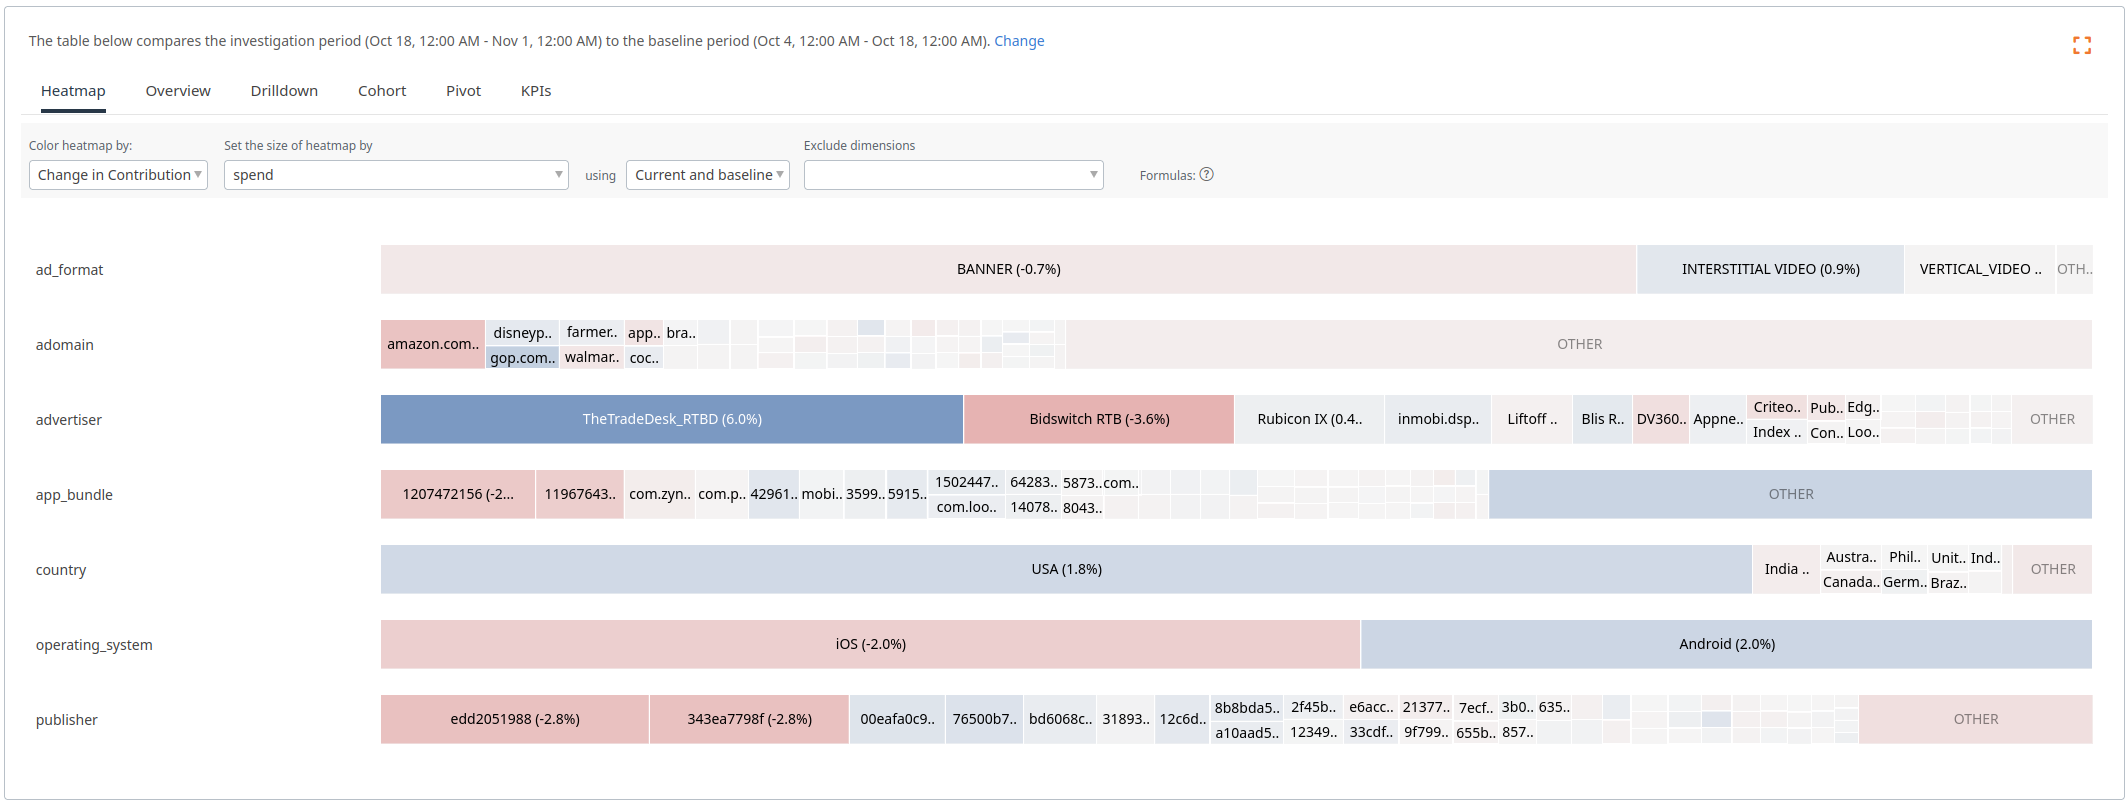 The table below compares the investigation period (Oct 18, 12:00 AM - Nov 1, 12:00 AM) to the baseline period (Oct 4, 12:00 AM - Oct 18, 12:00 AM). Change
Heatmap Overview Drilldown Cohort Pivot KPIs
Color heatmap by: Set the size of heatmap by Exclude dimensions
Change in Contribution spend using Current and baseline Formulas: ?
ad_format BANNER (-0.7%) INTERSTITIAL VIDEO (0.9%) VERTICAL_VIDEO .. OTH..
disneyp.. farmer.. app.. bra..
adomain amazon.com.. OTHER
gop.com.. walmar.. coc..
Criteo.. Pub.. Edg..
advertiser TheTradeDesk_RTBD (6.0%) Bidswitch RTB (-3.6%) Rubicon IX (0.4.. inmobi.dsp.. Liftoff .. Blis R.. DV360.. Appne.. OTHER
Index .. Con.. Loo..
1502447.. 64283.. 5873.. com..
app_bundle 1207472156 (-2... 11967643.. com.zyn.. com.p.. 42961.. mobi.. 3599.. 5915.. OTHER
com.loo.. 14078.. 8043..
Austra.. Phil.. Unit.. Ind..
country USA (1.8%) India .. OTHER
Canada.. Germ.. Braz..
operating_system iOS (-2.0%) Android (2.0%)
8b8bda5.. 2f45b.. e6acc.. 21377.. 7ecf.. 3b0.. 635..
publisher edd2051988 (-2.8%) 343ea7798f (-2.8%) 00eafa0c9.. 76500b7.. bd6068c.. 31893.. 12c6d.. OTHER
a10aad5.. 12349.. 33cdf.. 9f799.. 655b.. 857..